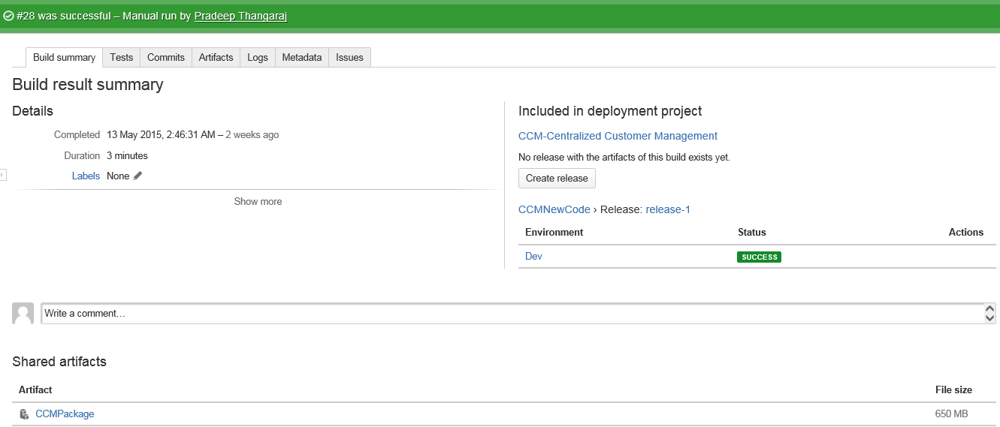 #28 was successful – Manual run by Pradeep Thangaraj
Build summary Tests Commits Artifacts Logs Metadata Issues
Build result summary
Details
Completed 13 May 2015, 2:46:31 AM – 2 weeks ago
Duration 3 minutes
Labels None
Show more
Included in deployment project
CCM-Centralized Customer Management
No release with the artifacts of this build exists yet.
Create release
CCMNewCode › Release: release-1
Environment Status Actions
Dev SUCCESS
Write a comment...
Shared artifacts
Artifact File size
CCMPackage 650 MB